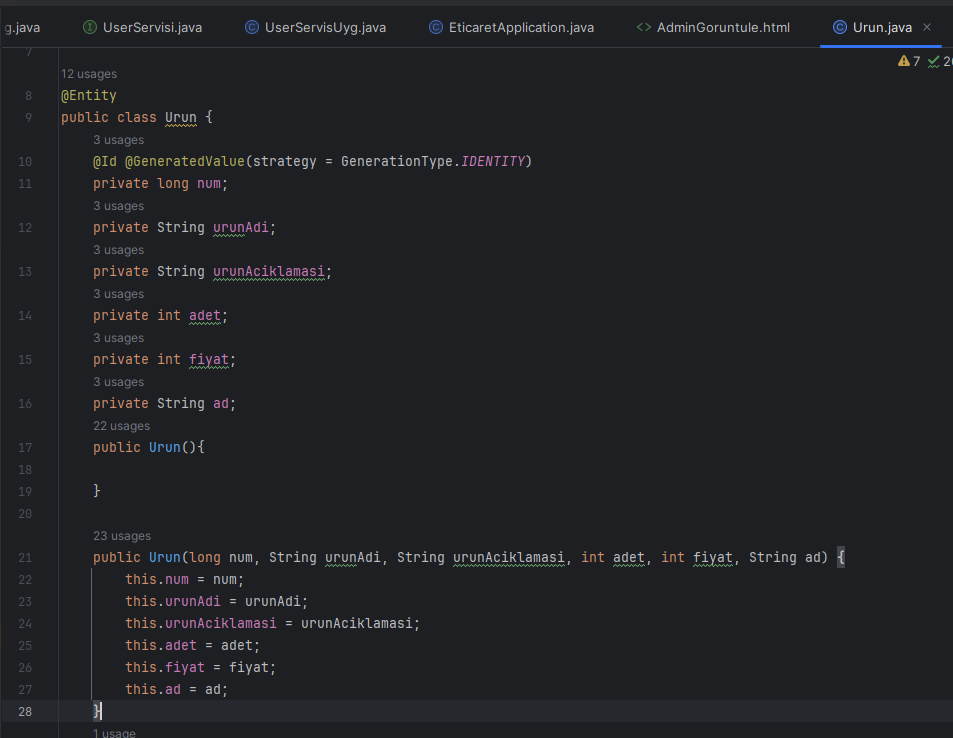 g.java UserServisi.java UserServisUyg.java EticaretApplication.java AdminGoruntule.html Urun.java
7
7 2
12 usages
8 @Entity
9 public class Urun {
3 usages
10 @Id @GeneratedValue(strategy = GenerationType.IDENTITY)
11 private long num;
3 usages
12 private String urunAdi;
3 usages
13 private String urunAciklamasi;
3 usages
14 private int adet;
3 usages
15 private int fiyat;
3 usages
16 private String ad;
22 usages
17 public Urun(){
18
19 }
20
23 usages
21 public Urun(long num, String urunAdi, String urunAciklamasi, int adet, int fiyat, String ad) {
22 this.num = num;
23 this.urunAdi = urunAdi;
24 this.urunAciklamasi = urunAciklamasi;
25 this.adet = adet;
26 this.fiyat = fiyat;
27 this.ad = ad;
28 }
1 usage